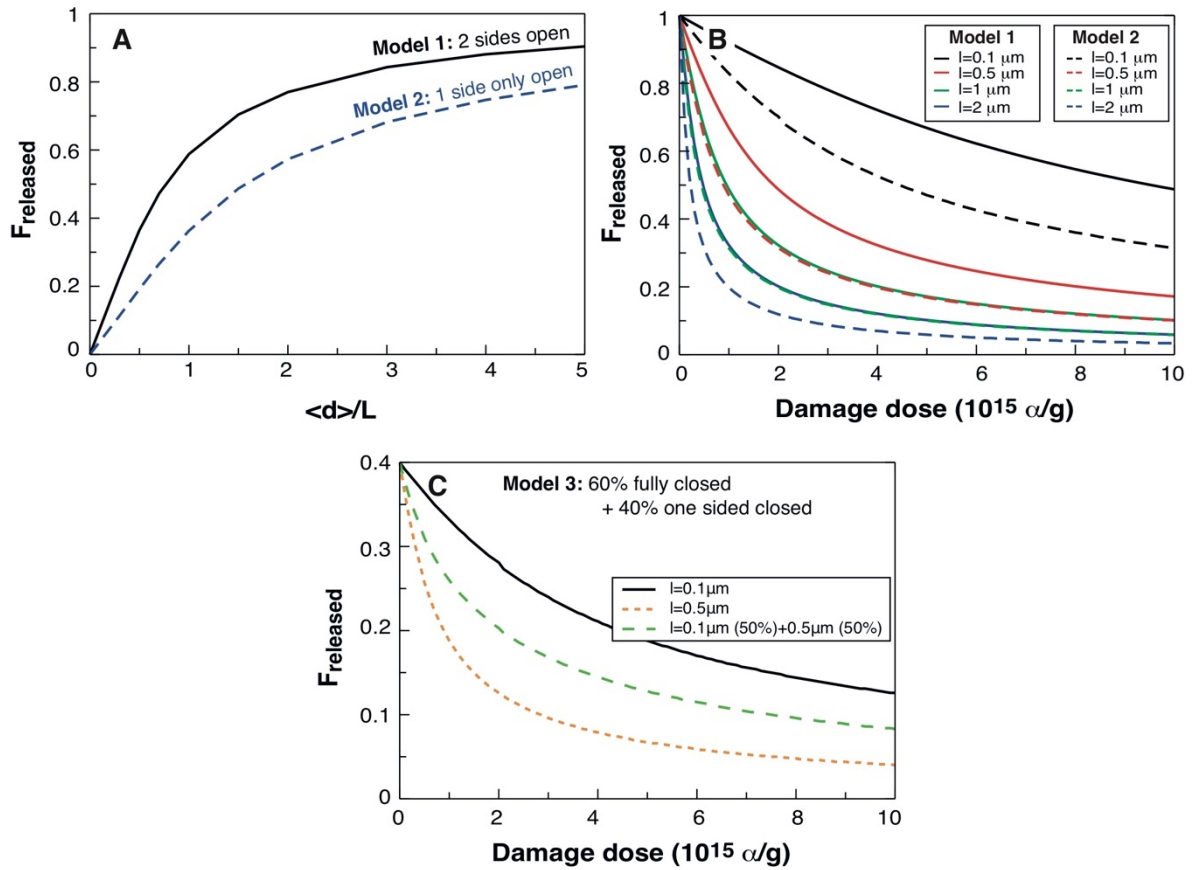 A
Model 1: 2 sides open
Model 2: 1 side only open
1
0.8
0.6
0.4
0.2
0
Freleased
0 1 2 3 4 5
<d>/L
B
Model 1
l=0.1 μm
l=0.5 μm
l=1 μm
l=2 μm
Model 2
l=0.1 μm
l=0.5 μm
l=1 μm
l=2 μm
1
0.8
0.6
0.4
0.2
0
Freleased
0 2 4 6 8 10
Damage dose (10¹⁵ α/g)
C
Model 3: 60% fully closed
+ 40% one sided closed
l=0.1μm
l=0.5μm
l=0.1μm (50%)+0.5μm (50%)
0.4
0.3
0.2
0.1
0
Freleased
0 2 4 6 8 10
Damage dose (10¹⁵ α/g)